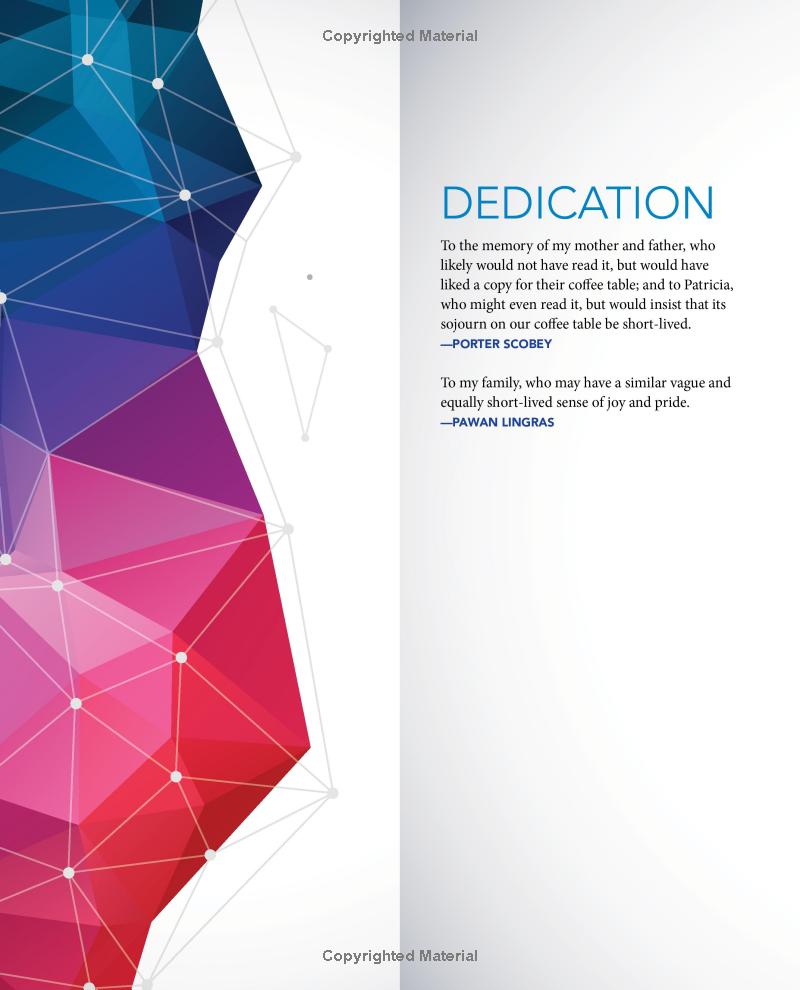 Copyrighted Material
DEDICATION
To the memory of my mother and father, who
likely would not have read it, but would have
liked a copy for their coffee table; and to Patricia,
who might even read it, but would insist that its
sojourn on our coffee table be short-lived.
—PORTER SCOBEY
To my family, who may have a similar vague and
equally short-lived sense of joy and pride.
—PAWAN LINGRAS
Copyrighted Material